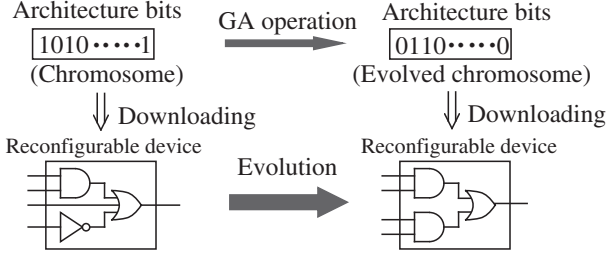 Architecture bits
GA operation
Architecture bits
1010·····1
0110·····0
(Chromosome)
(Evolved chromosome)
Downloading
Downloading
Reconfigurable device
Evolution
Reconfigurable device